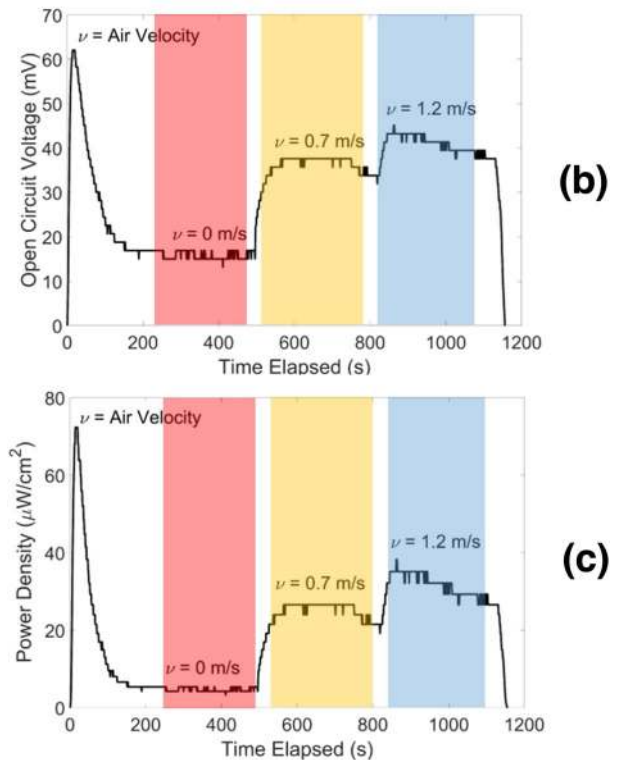 70
60
50
40
30
20
10
0
Open Circuit Voltage (mV)
ν = Air Velocity
ν = 0 m/s
ν = 0.7 m/s
ν = 1.2 m/s
0 200 400 600 800 1000 1200
Time Elapsed (s)
(b)
80
60
40
20
0
Power Density (μW/cm²)
ν = Air Velocity
ν = 0 m/s
ν = 0.7 m/s
ν = 1.2 m/s
0 200 400 600 800 1000 1200
Time Elapsed (s)
(c)